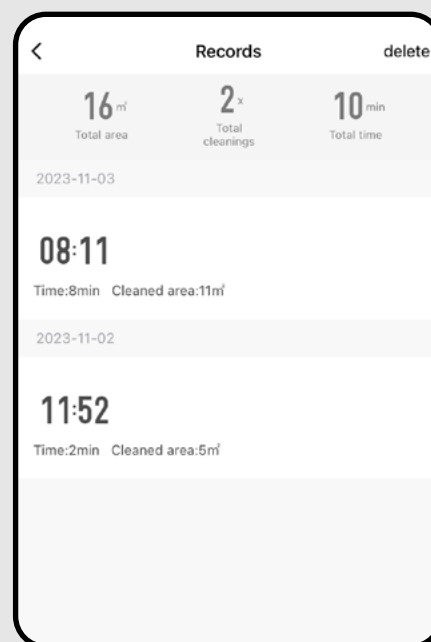 Records delete
16㎡ 2x 10min
Total area Total cleanings Total time
2023-11-03
08:11
Time:8min Cleaned area:11㎡
2023-11-02
11:52
Time:2min Cleaned area:5㎡